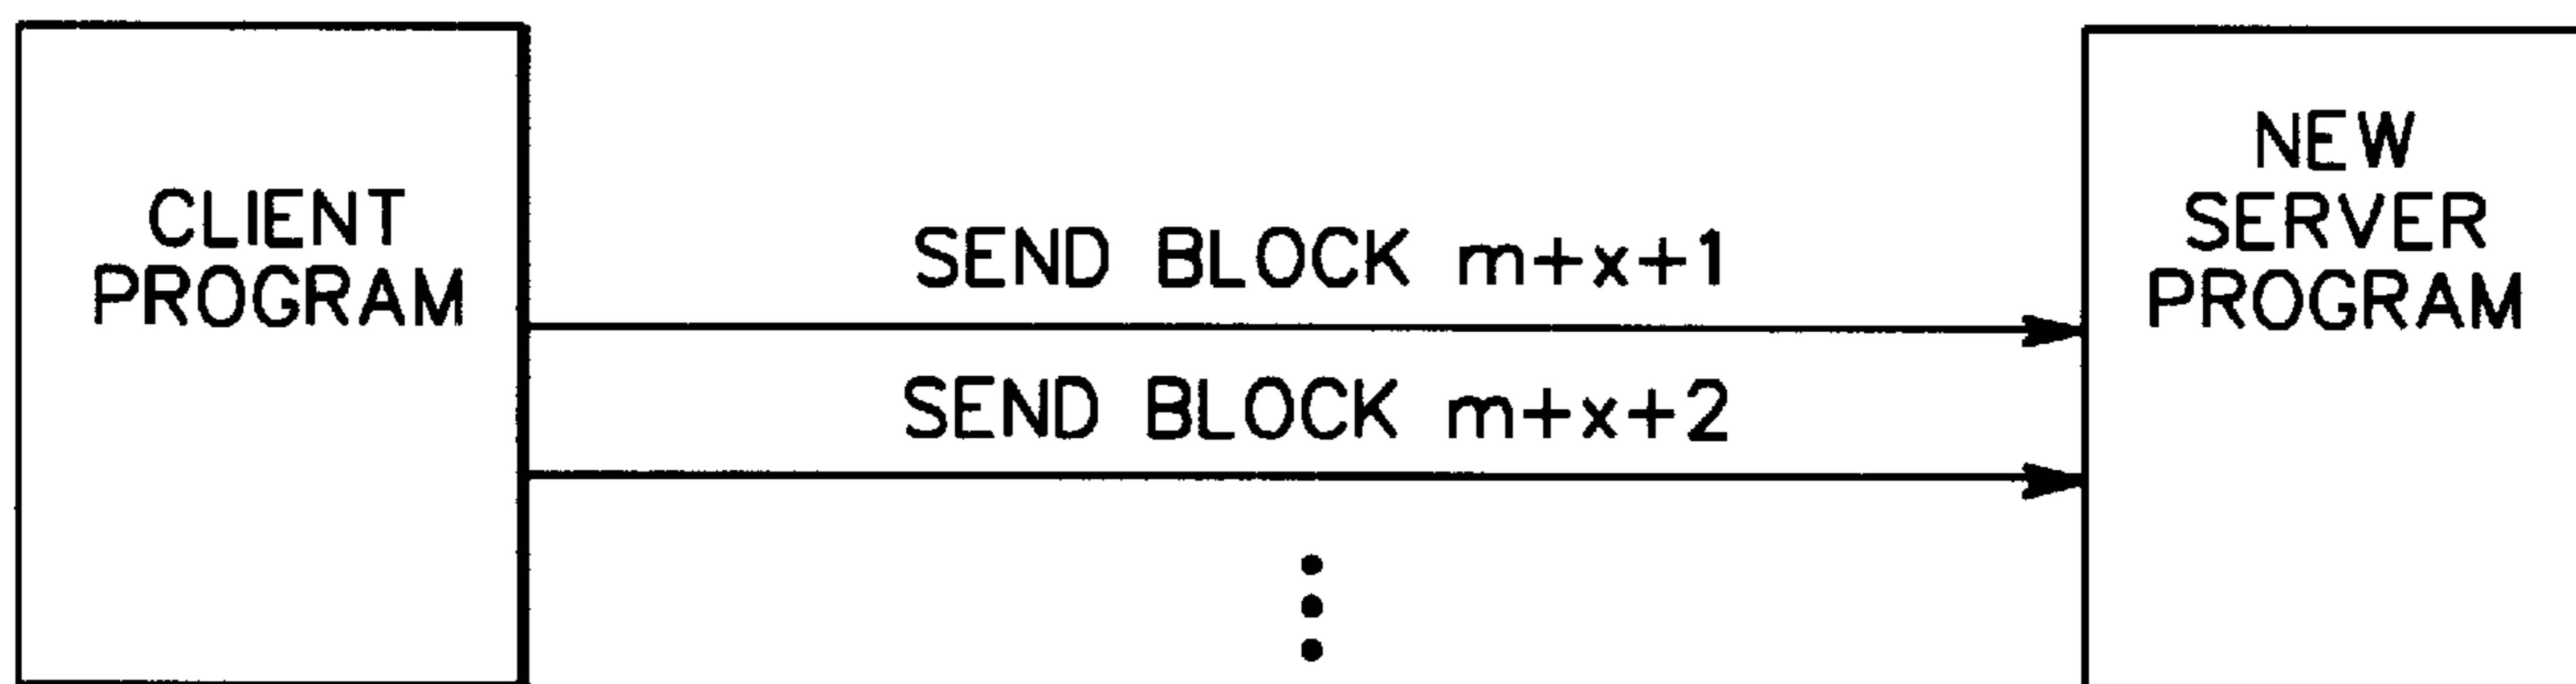 CLIENT
PROGRAM
SEND BLOCK m+x+1
SEND BLOCK m+x+2
NEW
SERVER
PROGRAM